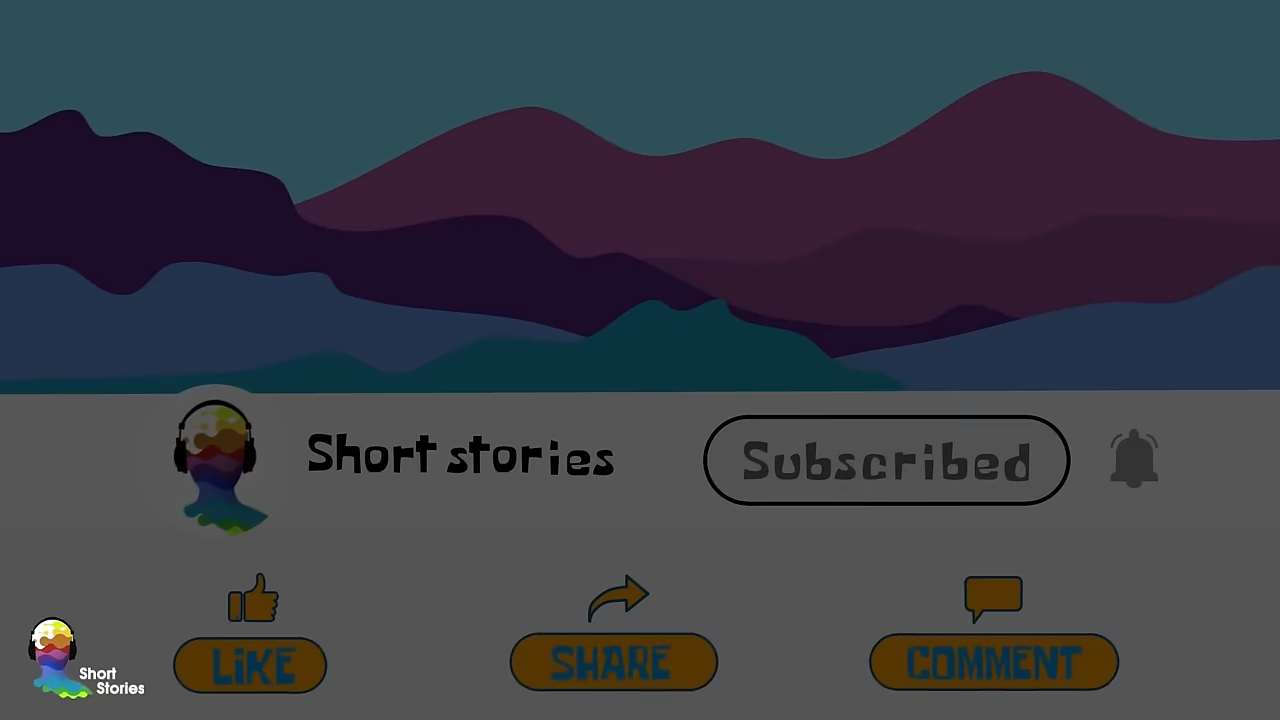 Short stories
Subscribed
LiKE
SHARE
COMMENT
Short
Stories